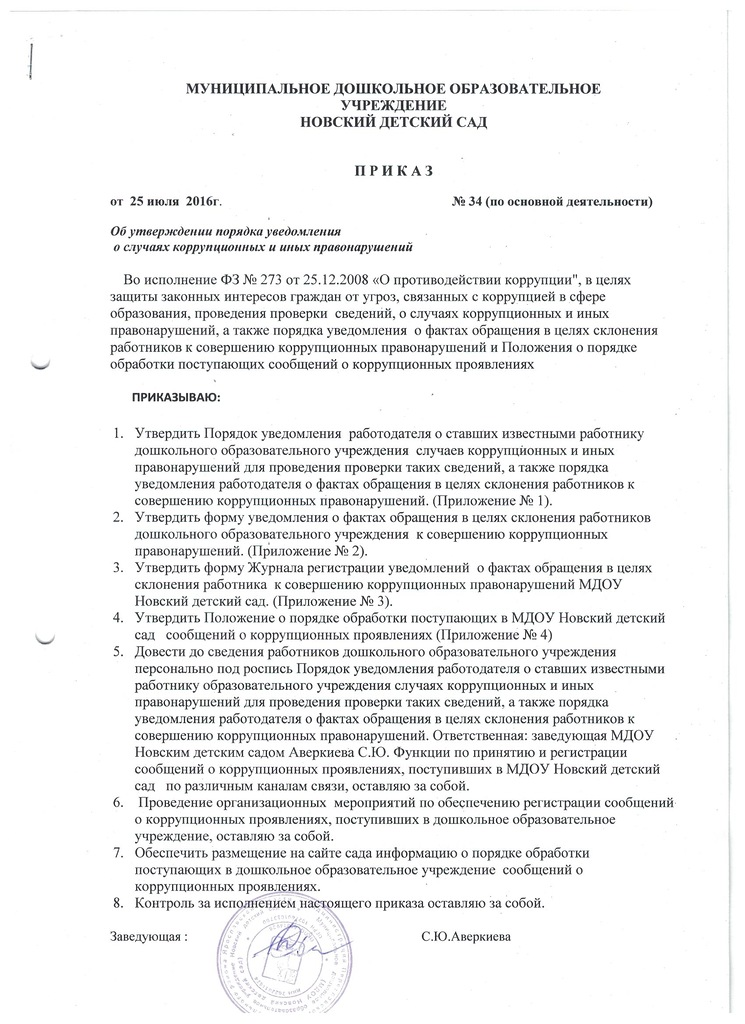 МУНИЦИПАЛЬНОЕ ДОШКОЛЬНОЕ ОБРАЗОВАТЕЛЬНОЕ
УЧРЕЖДЕНИЕ
НОВСКИЙ ДЕТСКИЙ САД
П Р И К А З
от 25 июля 2016г. № 34 (по основной деятельности)
Об утверждении порядка уведомления
о случаях коррупционных и иных правонарушений
Во исполнение ФЗ № 273 от 25.12.2008 «О противодействии коррупции", в целях
защиты законных интересов граждан от угроз, связанных с коррупцией в сфере
образования, проведения проверки сведений, о случаях коррупционных и иных
правонарушений, а также порядка уведомления о фактах обращения в целях склонения
работников к совершению коррупционных правонарушений и Положения о порядке
обработки поступающих сообщений о коррупционных проявлениях
ПРИКАЗЫВАЮ:
1. Утвердить Порядок уведомления работодателя о ставших известными работнику
дошкольного образовательного учреждения случаев коррупционных и иных
правонарушений для проведения проверки таких сведений, а также порядка
уведомления работодателя о фактах обращения в целях склонения работников к
совершению коррупционных правонарушений. (Приложение № 1).
2. Утвердить форму уведомления о фактах обращения в целях склонения работников
дошкольного образовательного учреждения к совершению коррупционных
правонарушений. (Приложение № 2).
3. Утвердить форму Журнала регистрации уведомлений о фактах обращения в целях
склонения работника к совершению коррупционных правонарушений МДОУ
Новский детский сад. (Приложение № 3).
4. Утвердить Положение о порядке обработки поступающих в МДОУ Новский детский
сад сообщений о коррупционных проявлениях (Приложение № 4)
5. Довести до сведения работников дошкольного образовательного учреждения
персонально под роспись Порядок уведомления работодателя о ставших известными
работнику образовательного учреждения случаях коррупционных и иных
правонарушений для проведения проверки таких сведений, а также порядка
уведомления работодателя о фактах обращения в целях склонения работников к
совершению коррупционных правонарушений. Ответственная: заведующая МДОУ
Новским детским садом Аверкиева С.Ю. Функции по принятию и регистрации
сообщений о коррупционных проявлениях, поступивших в МДОУ Новский детский
сад по различным каналам связи, оставляю за собой.
6. Проведение организационных мероприятий по обеспечению регистрации сообщений
о коррупционных проявлениях, поступивших в дошкольное образовательное
учреждение, оставляю за собой.
7. Обеспечить размещение на сайте сада информацию о порядке обработки
поступающих в дошкольное образовательное учреждение сообщений о
коррупционных проявлениях.
8. Контроль за исполнением настоящего приказа оставляю за собой.
Заведующая : С.Ю.Аверкиева